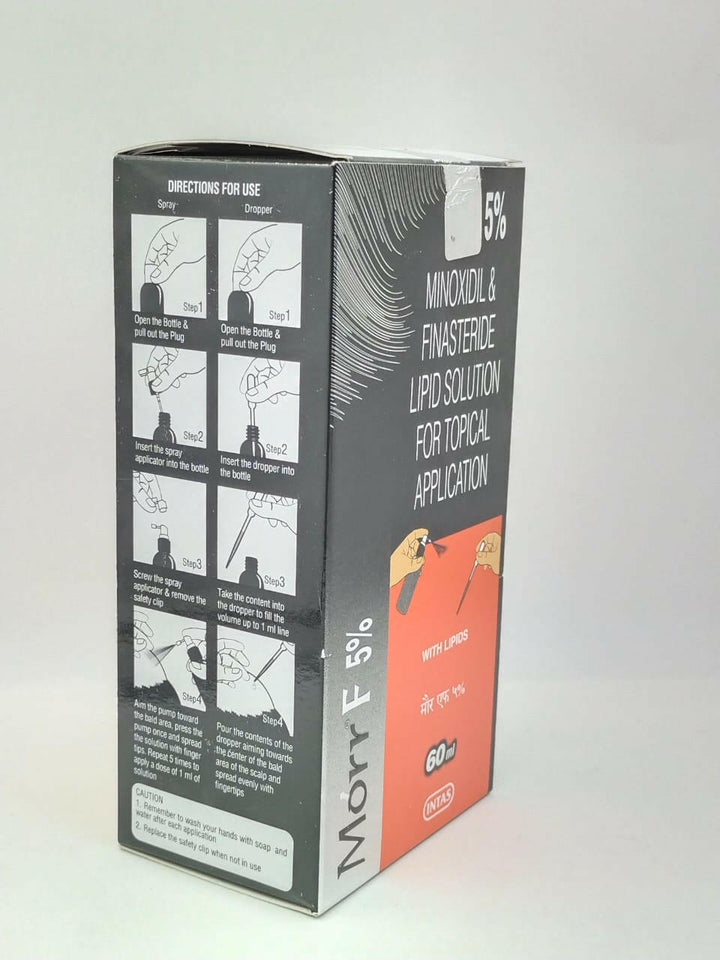 DIRECTIONS FOR USE
Spray
Dropper
Step1
Open the Bottle &
pull out the Plug
Step1
Open the Bottle &
pull out the Plug
Step2
Insert the spray
applicator into the bottle
Step2
Insert the dropper into
the bottle
Step3
Screw the spray
applicator & remove the
safety clip
Step3
Take the content into
the dropper to fill the
volume up to 1 ml line
Step4
Aim the pump toward
the bald area, press the
pump once and spread
the solution with finger
tips. Repeat 5 times to
apply a dose of 1 ml of
solution
Step4
Pour the contents of the
dropper aiming towards
the center of the bald
area of the scalp and
spread evenly with
fingertips
CAUTION
1. Remember to wash your hands with soap and
water after each application
2. Replace the safety clip when not in use
Morr® F 5%
5%
MINOXIDIL &
FINASTERIDE
LIPID SOLUTION
FOR TOPICAL
APPLICATION
WITH LIPIDS
मौर एफ ५%
60 ml
INTAS